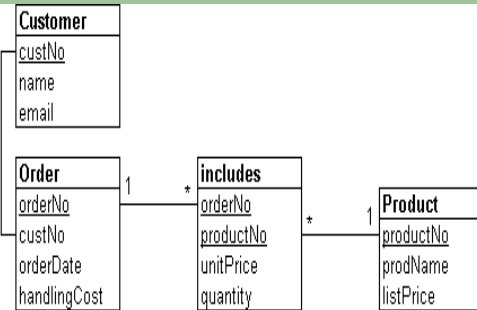 Customer
custNo
name
email
Order
orderNo
custNo
orderDate
handlingCost
1
*
includes
orderNo
productNo
unitPrice
quantity
*
1
Product
productNo
prodName
listPrice